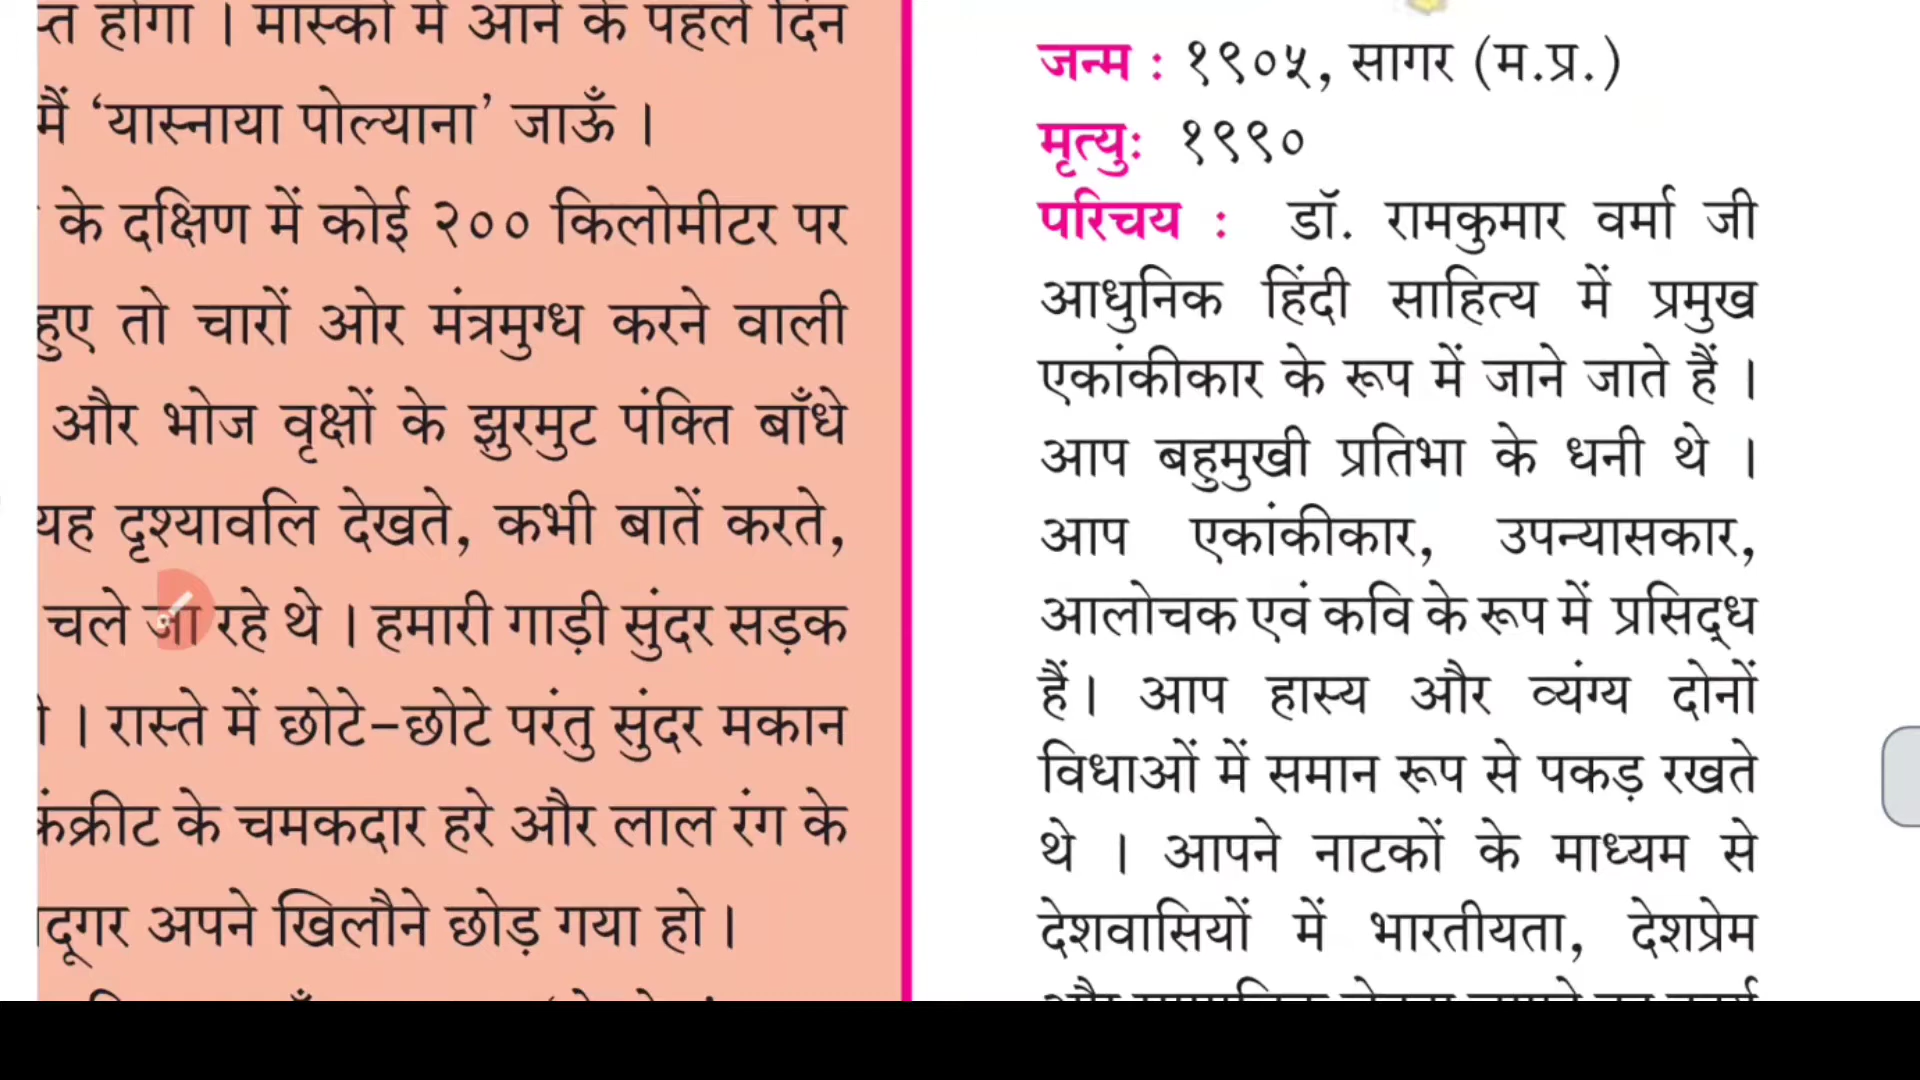 प्त होगा । मास्को में आने के पहले दिन
मैं ‘यास्नाया पोल्याना’ जाऊँ ।
के दक्षिण में कोई २०० किलोमीटर पर
हुए तो चारों ओर मंत्रमुग्ध करने वाली
और भोज वृक्षों के झुरमुट पंक्ति बाँधे
यह दृश्यावलि देखते, कभी बातें करते,
चले जा रहे थे । हमारी गाड़ी सुंदर सड़क
। रास्ते में छोटे-छोटे परंतु सुंदर मकान
कंक्रीट के चमकदार हरे और लाल रंग के
दूगर अपने खिलौने छोड़ गया हो ।
जन्म : १९०५, सागर (म.प्र.)
मृत्यु: १९९०
परिचय : डॉ. रामकुमार वर्मा जी
आधुनिक हिंदी साहित्य में प्रमुख
एकांकीकार के रूप में जाने जाते हैं ।
आप बहुमुखी प्रतिभा के धनी थे ।
आप एकांकीकार, उपन्यासकार,
आलोचक एवं कवि के रूप में प्रसिद्ध
हैं। आप हास्य और व्यंग्य दोनों
विधाओं में समान रूप से पकड़ रखते
थे । आपने नाटकों के माध्यम से
देशवासियों में भारतीयता, देशप्रेम